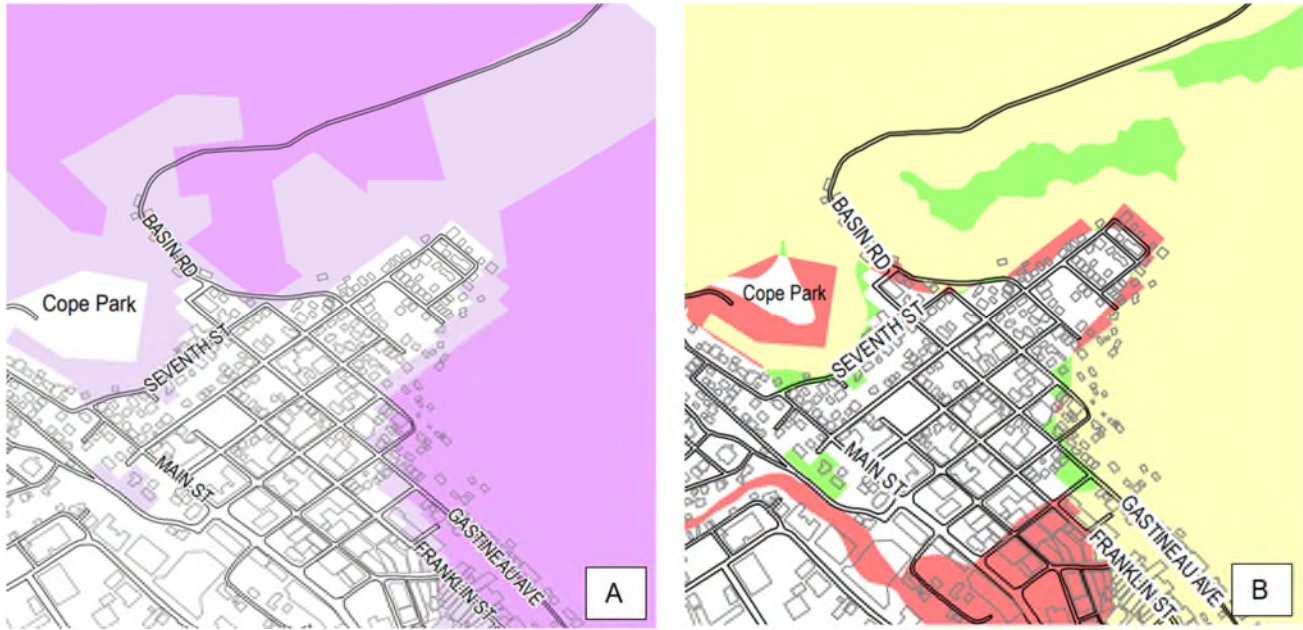 BASIN RD
Cope Park
SEVENTH ST
MAIN ST
GASTINEAU AVE
FRANKLIN ST
A
BASIN RD
Cope Park
SEVENTH ST
MAIN ST
GASTINEAU AVE
FRANKLIN ST
B